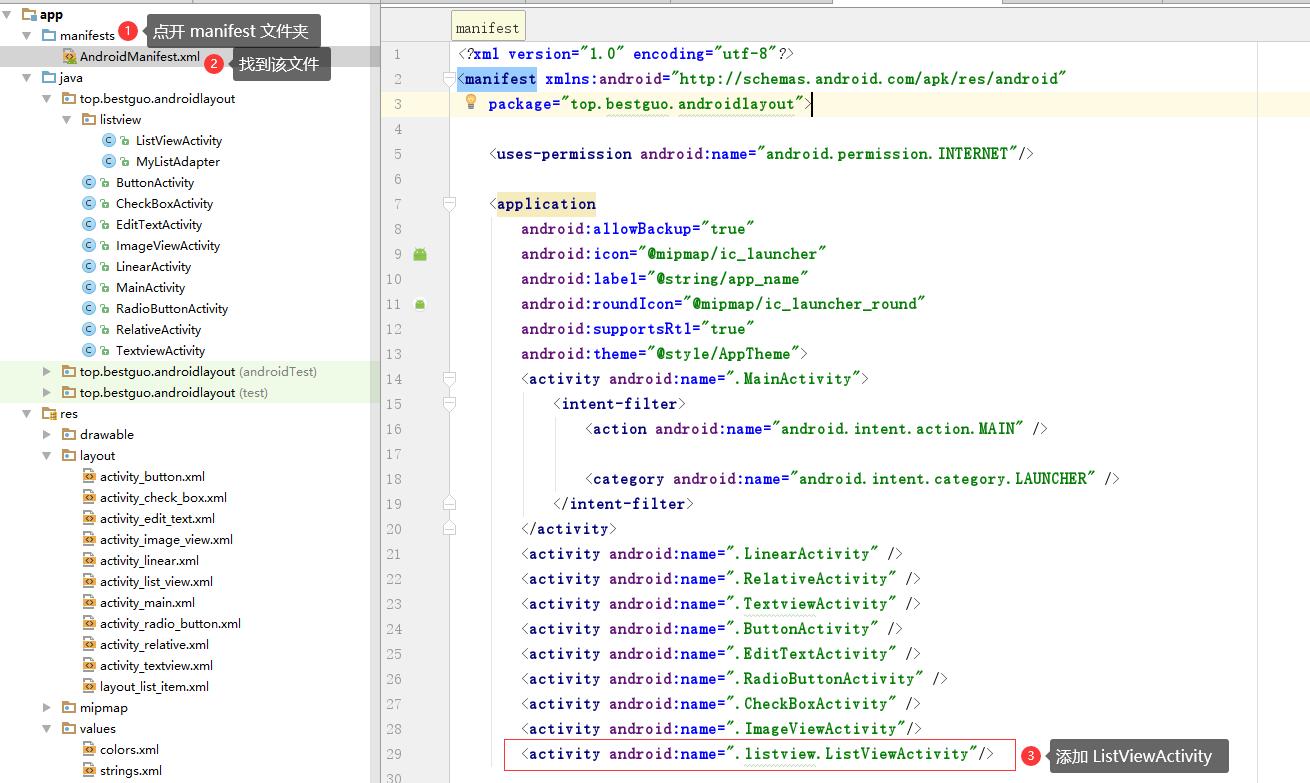 app
manifests
1
点开 manifest 文件夹
AndroidManifest.xml
2
找到该文件
java
top.bestguo.androidlayout
listview
ListViewActivity
MyListAdapter
ButtonActivity
CheckBoxActivity
EditTextActivity
ImageViewActivity
LinearActivity
MainActivity
RadioButtonActivity
RelativeActivity
TextviewActivity
top.bestguo.androidlayout (androidTest)
top.bestguo.androidlayout (test)
res
drawable
layout
activity_button.xml
activity_check_box.xml
activity_edit_text.xml
activity_image_view.xml
activity_linear.xml
activity_list_view.xml
activity_main.xml
activity_radio_button.xml
activity_relative.xml
activity_textview.xml
layout_list_item.xml
mipmap
values
colors.xml
strings.xml
manifest
1 <?xml version="1.0" encoding="utf-8"?>
2 <manifest xmlns:android="http://schemas.android.com/apk/res/android"
3 package="top.bestguo.androidlayout">
4
5 <uses-permission android:name="android.permission.INTERNET"/>
6
7 <application
8 android:allowBackup="true"
9 android:icon="@mipmap/ic_launcher"
10 android:label="@string/app_name"
11 android:roundIcon="@mipmap/ic_launcher_round"
12 android:supportsRtl="true"
13 android:theme="@style/AppTheme">
14 <activity android:name=".MainActivity">
15 <intent-filter>
16 <action android:name="android.intent.action.MAIN" />
17
18 <category android:name="android.intent.category.LAUNCHER" />
19 </intent-filter>
20 </activity>
21 <activity android:name=".LinearActivity" />
22 <activity android:name=".RelativeActivity" />
23 <activity android:name=".TextviewActivity" />
24 <activity android:name=".ButtonActivity" />
25 <activity android:name=".EditTextActivity" />
26 <activity android:name=".RadioButtonActivity" />
27 <activity android:name=".CheckBoxActivity" />
28 <activity android:name=".ImageViewActivity"/>
29 <activity android:name=".listview.ListViewActivity"/>
3
添加 ListViewActivity
30